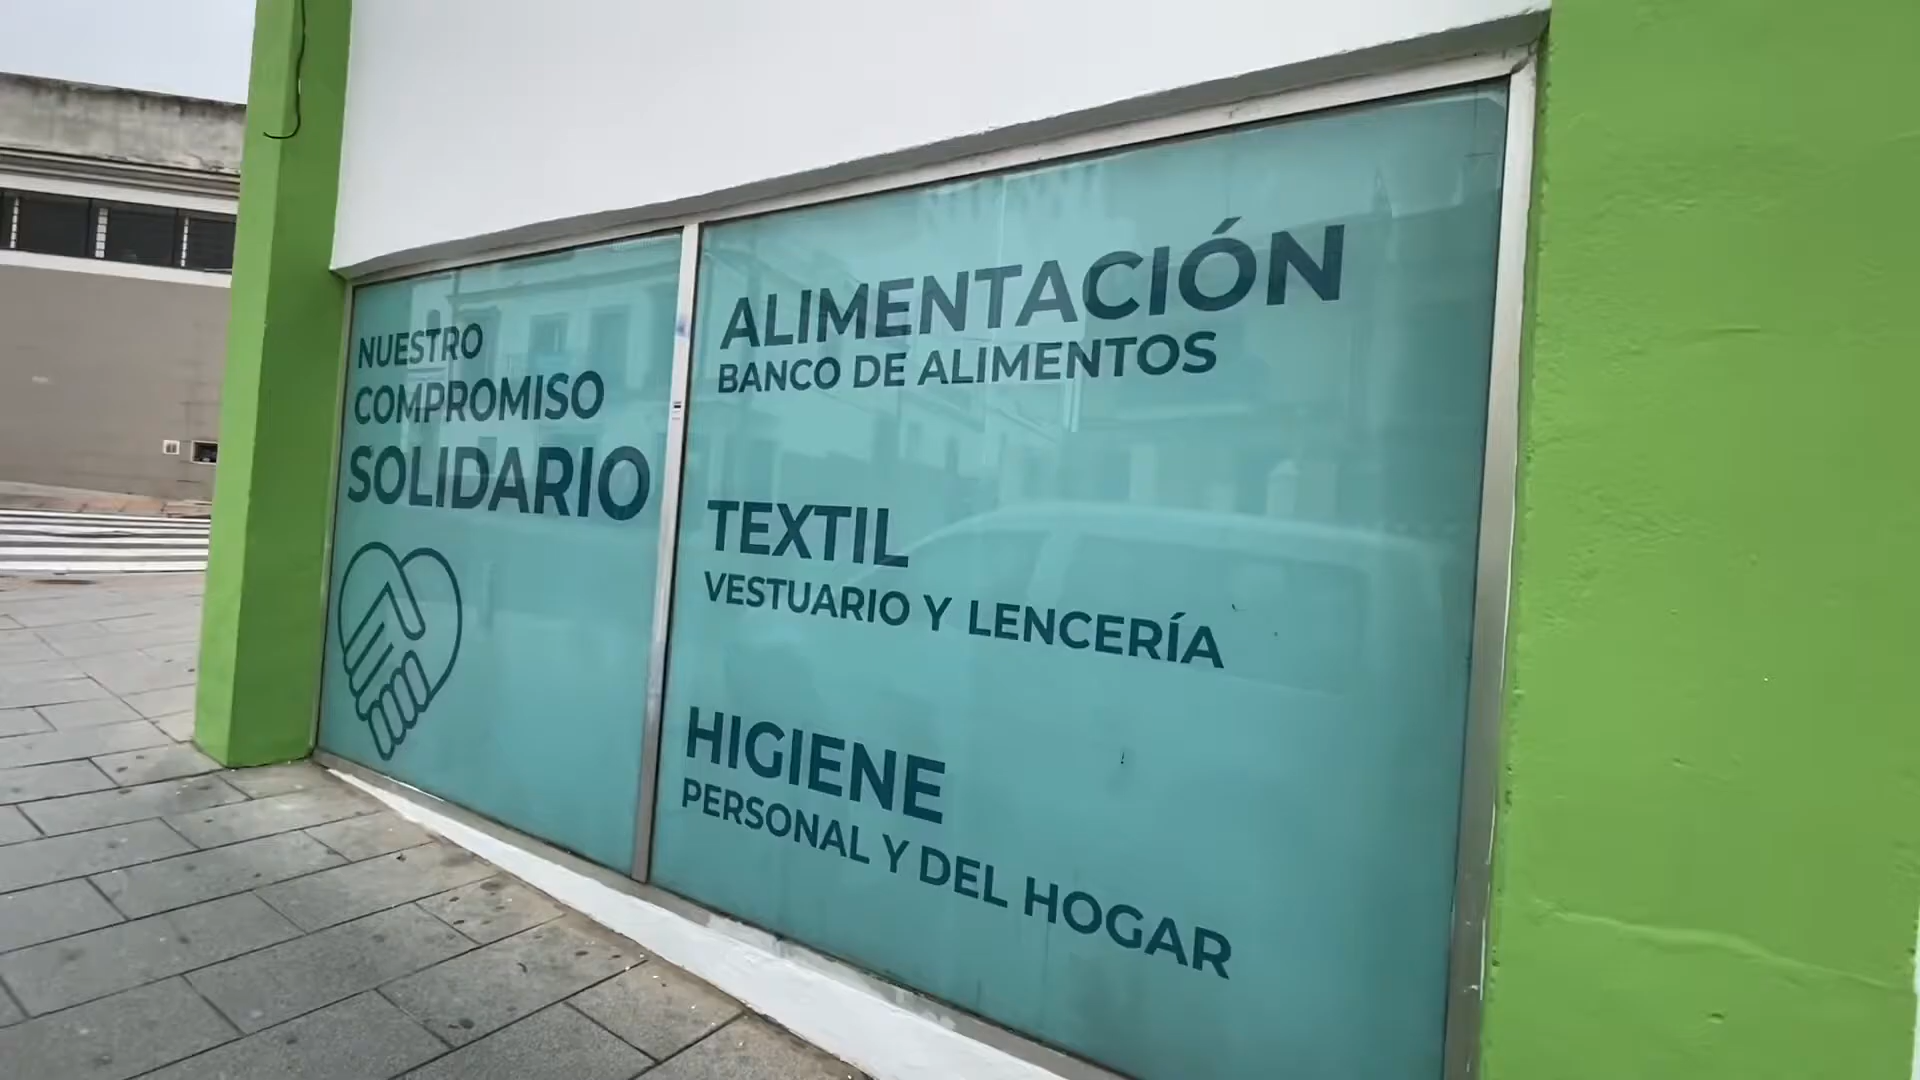 NUESTRO
COMPROMISO
SOLIDARIO
ALIMENTACIÓN
BANCO DE ALIMENTOS
TEXTIL
VESTUARIO Y LENCERÍA
HIGIENE
PERSONAL Y DEL HOGAR